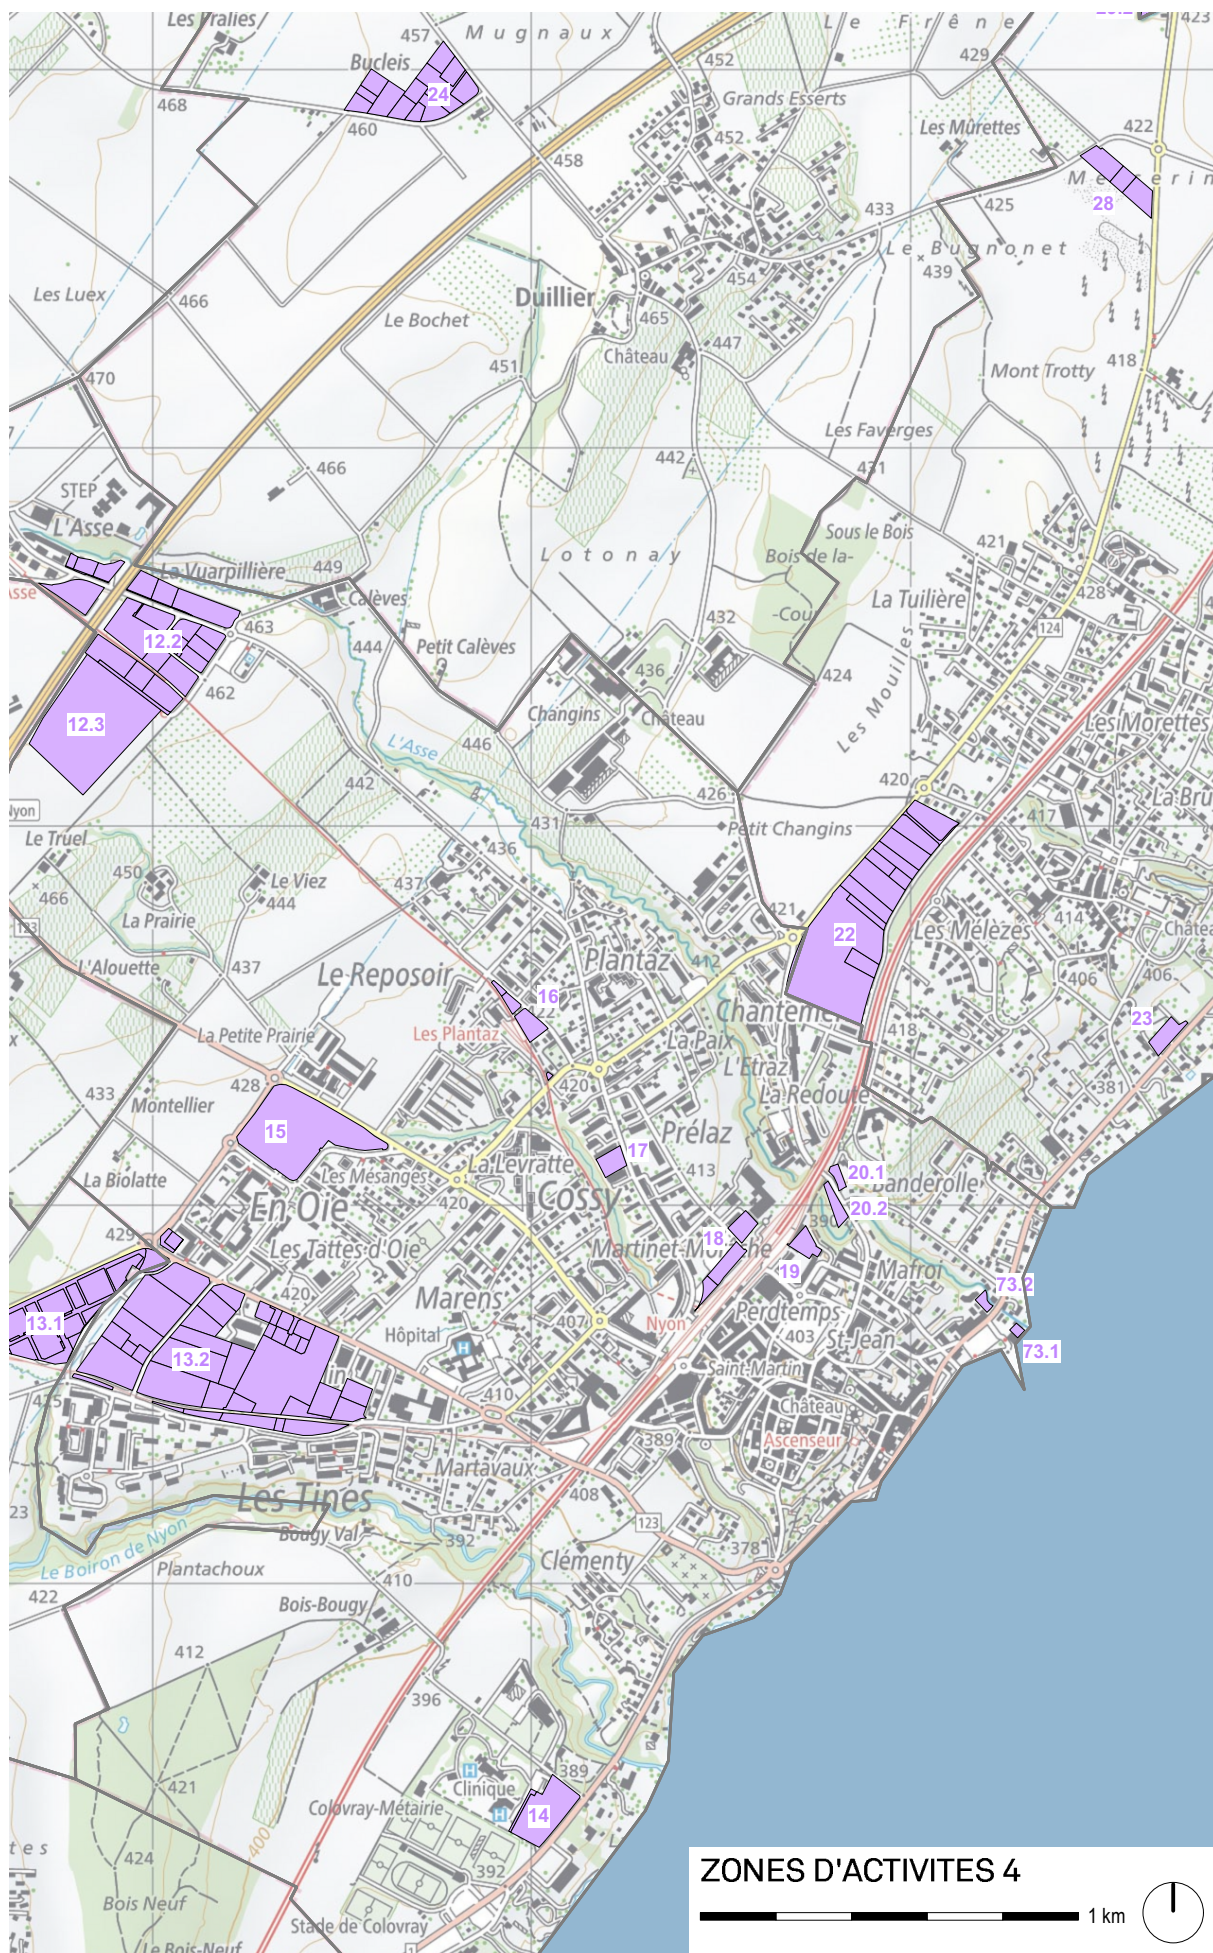 Les Pralies
457
Mugnaux
Le Frêne
423
Bucleis
452
429
24
Grands Esserts
468
460
452
Les Mûrettes
422
458
28
433
425
Le Bugnonet
454
439
Les Luex
466
Duillier
465
Le Bochet
447
Château
451
418
Mont Trotty
470
Les Faverges
442
466
431
STEP
L'Asse
Sous le Bois
421
Lotonay
Bois de la-
La Vuarpillière
449
Calèves
La Tuilière
428
-Cou
432
124
12.2
463
444
Petit Calèves
436
424
462
Les Mouilles
12.3
Changins
Château
Les Morettes
L'Asse
446
420
442
426
La Bru
Nyon
431
Petit Changins
417
Le Truel
436
450
Le Viez
437
466
444
La Prairie
421
414
123
22
Les Mélèzes
Plantaz
412
L'Alouette
437
Le Reposoir
406
406
16
Chanteme
23
La Petite Prairie
Les Plantaz
La Paix
418
428
L'Etraz
420
381
433
Montellier
La Redoute
15
Prélaz
17
La Levratte
413
La Biolatte
Les Mésanges
20.1
Banderolle
420
Cossy
En Oie
20.2
390
429
18
Les Tattes d'Oie
Martinet-Morache
19
Mafroi
73.2
420
Marens
13.1
Perdtemps
407
Nyon
403
Hôpital
St-Jean
H
73.1
13.2
Saint-Martin
410
Château
425
389
Ascenseur
Martavaux
Les Tines
408
23
123
Bougy Val
392
378
Le Boiron de Nyon
Clémenty
Plantachoux
410
422
Bois-Bougy
412
396
H
389
421
Clinique
Colovray-Métairie
H
14
400
424
392
ZONES D'ACTIVITES 4
Bois Neuf
1 km
Stade de Colovray
Le Bois-Neuf
1